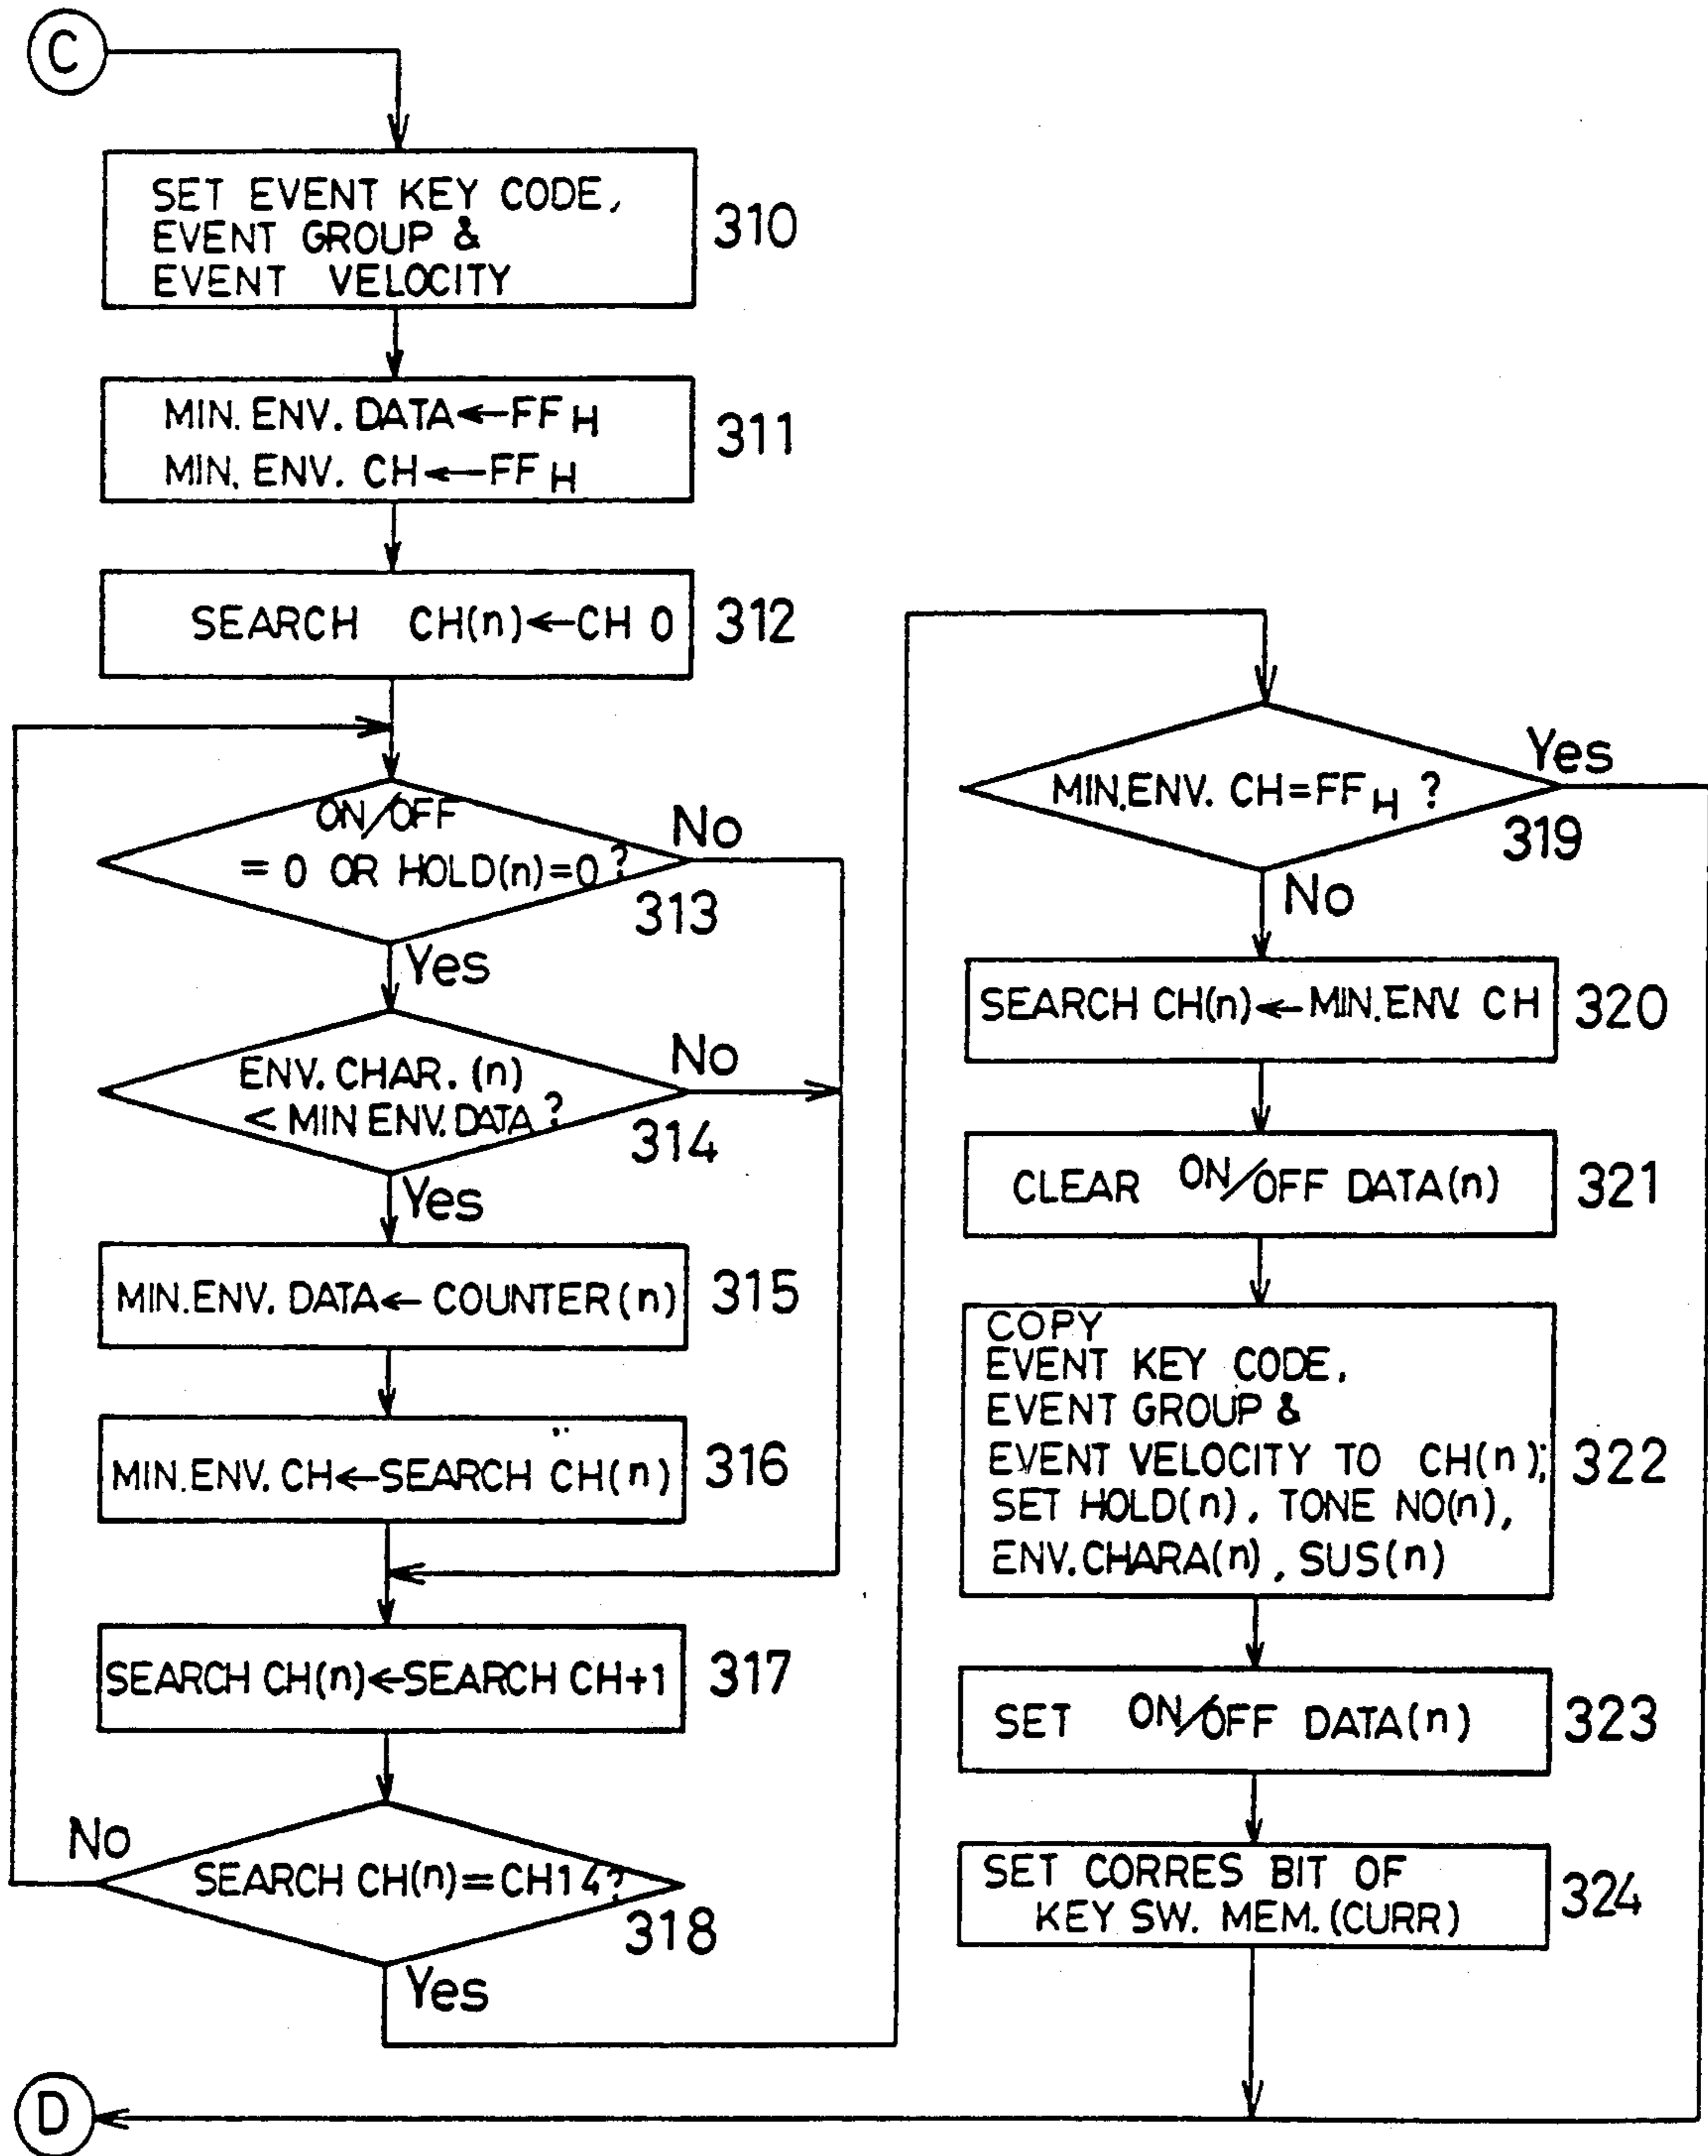 C
SET EVENT KEY CODE,
EVENT GROUP &
EVENT VELOCITY
310
MIN. ENV. DATA←FFH
MIN. ENV. CH←FFH
311
SEARCH CH(n)←CH 0
312
ON/OFF
= 0 OR HOLD(n)=0?
No
313
Yes
ENV. CHAR. (n)
< MIN ENV. DATA?
No
314
Yes
MIN.ENV. DATA← COUNTER(n)
315
MIN.ENV. CH←SEARCH CH(n)
316
SEARCH CH(n)←SEARCH CH+1
317
No
SEARCH CH(n)=CH14?
318
Yes
MIN.ENV. CH=FFH ?
Yes
319
No
SEARCH CH(n)←MIN.ENV. CH
320
CLEAR ON/OFF DATA(n)
321
COPY
EVENT KEY CODE,
EVENT GROUP &
EVENT VELOCITY TO CH(n);
SET HOLD(n), TONE NO(n),
ENV.CHARA(n), SUS(n)
322
SET ON/OFF DATA(n)
323
SET CORRES BIT OF
KEY SW. MEM.(CURR)
324
D